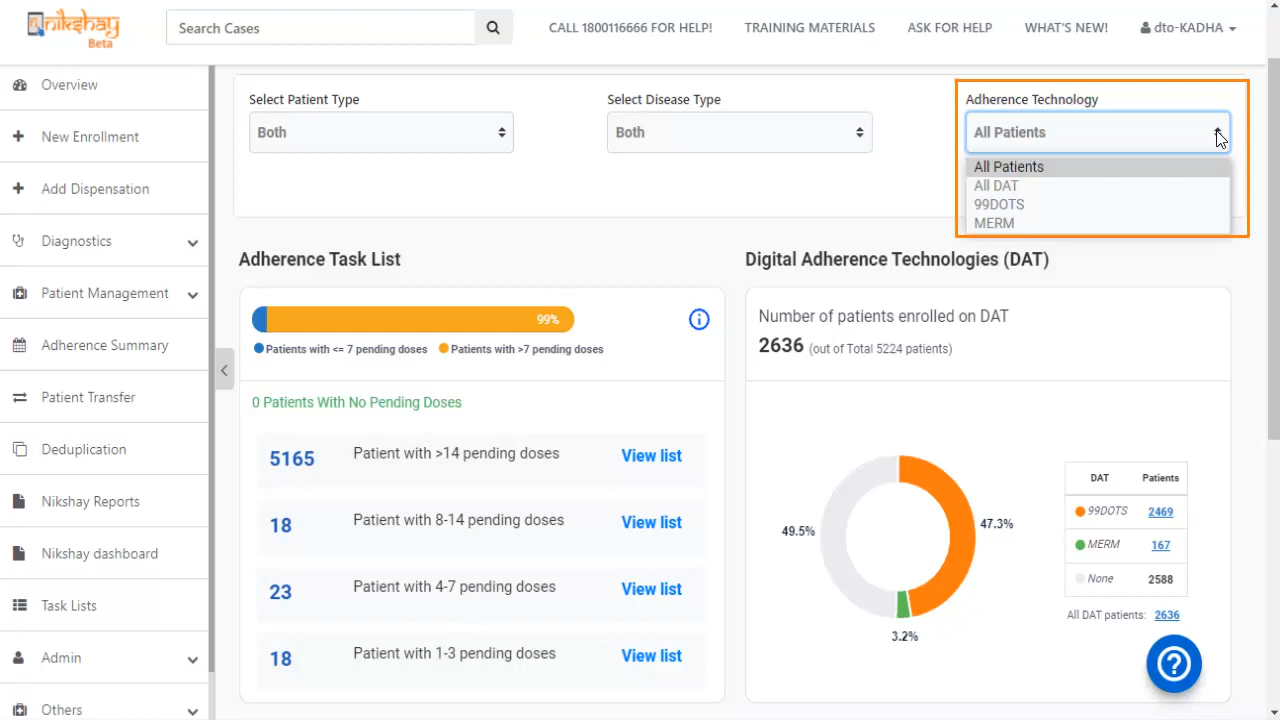 nikshay
Beta
Search Cases
CALL 1800116666 FOR HELP!
TRAINING MATERIALS
ASK FOR HELP
WHAT'S NEW!
dto-KADHA
Overview
New Enrollment
Add Dispensation
Diagnostics
Patient Management
Adherence Summary
Patient Transfer
Deduplication
Nikshay Reports
Nikshay dashboard
Task Lists
Admin
Others
Select Patient Type
Both
Select Disease Type
Both
Adherence Technology
All Patients
All Patients
All DAT
99DOTS
MERM
Adherence Task List
99%
Patients with <= 7 pending doses
Patients with >7 pending doses
0 Patients With No Pending Doses
5165 Patient with >14 pending doses View list
18 Patient with 8-14 pending doses View list
23 Patient with 4-7 pending doses View list
18 Patient with 1-3 pending doses View list
Digital Adherence Technologies (DAT)
Number of patients enrolled on DAT
2636 (out of Total 5224 patients)
49.5%
47.3%
3.2%
DAT Patients
99DOTS 2469
MERM 167
None 2588
All DAT patients: 2636